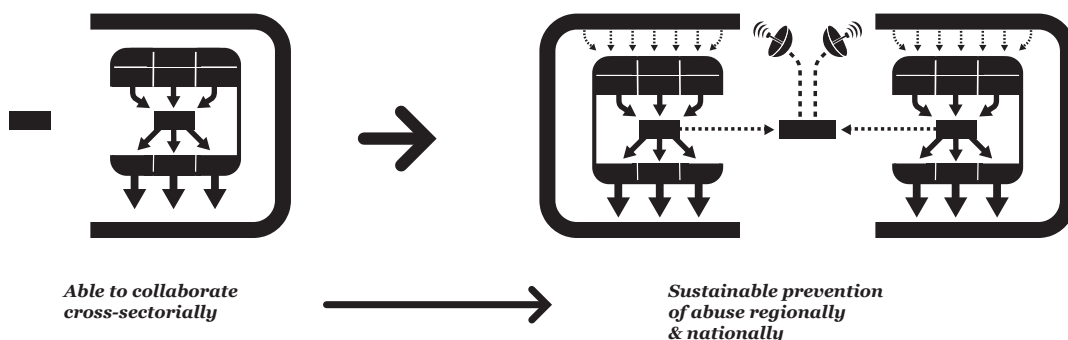 Able to collaborate
cross-sectorially
Sustainable prevention
of abuse regionally
& nationally